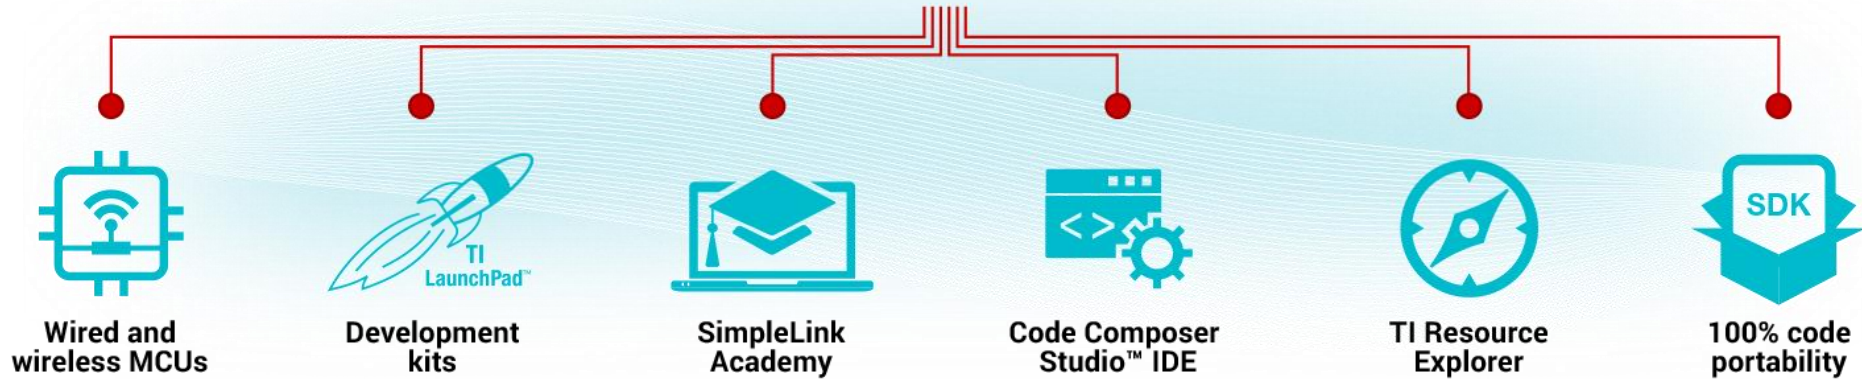 TI
LaunchPad™
< >
SDK
Wired and
wireless MCUs
Development
kits
SimpleLink
Academy
Code Composer
Studio™ IDE
TI Resource
Explorer
100% code
portability